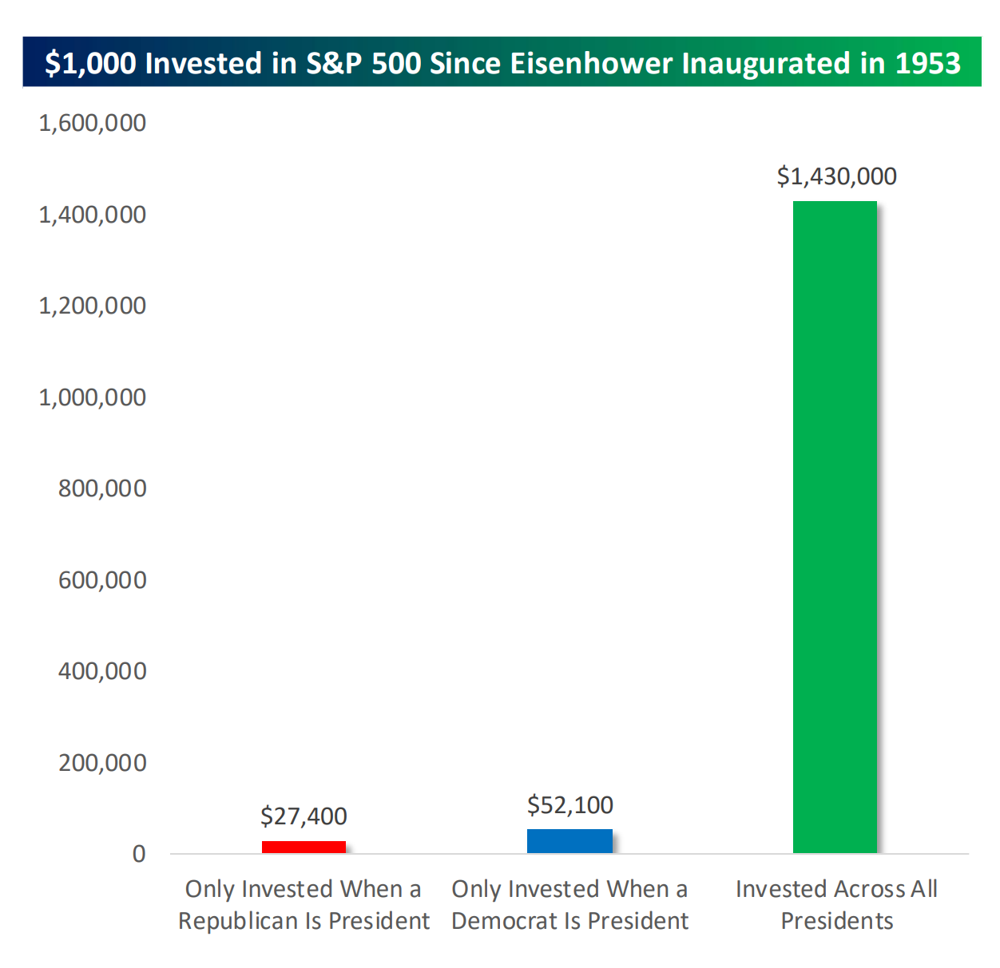 $1,000 Invested in S&P 500 Since Eisenhower Inaugurated in 1953
1,600,000
1,400,000
1,200,000
1,000,000
800,000
600,000
400,000
200,000
0
$27,400
$52,100
$1,430,000
Only Invested When a
Republican Is President
Only Invested When a
Democrat Is President
Invested Across All
Presidents